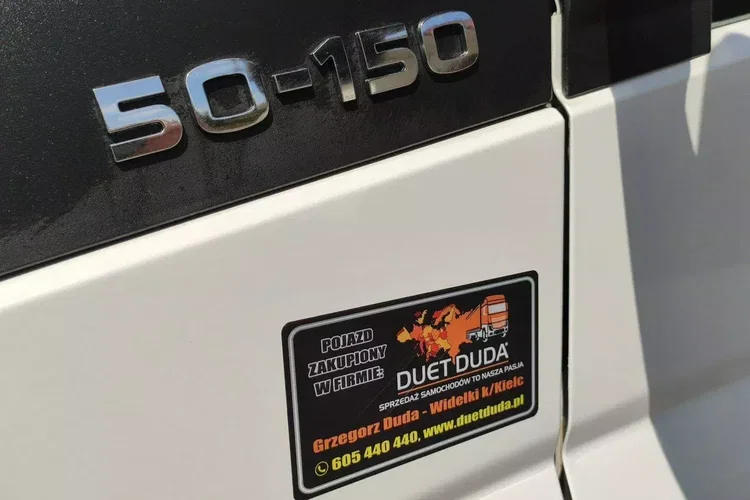 50-150
POJAZD
ZAKUPIONY
W FIRMIE:
DUET DUDA®
SPRZEDAŻ SAMOCHODÓW TO NASZA PASJA
Grzegorz Duda - Widełki k/Kielc
605 440 440, www.duetduda.pl